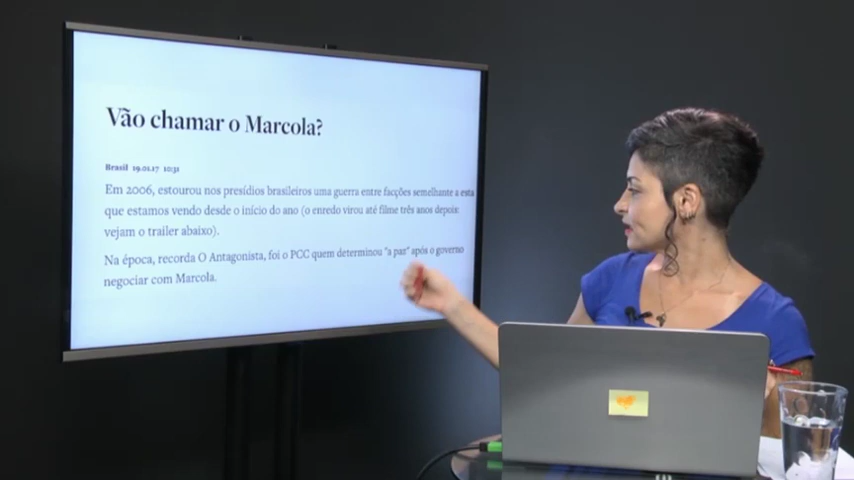 Vão chamar o Marcola?
Brasil 19.01.17 10:31
Em 2006, estourou nos presídios brasileiros uma guerra entre facções semelhante a esta
que estamos vendo desde o início do ano (o enredo virou até filme três anos depois:
vejam o trailer abaixo).
Na época, recorda O Antagonista, foi o PCC quem determinou "a paz" após o governo
negociar com Marcola.